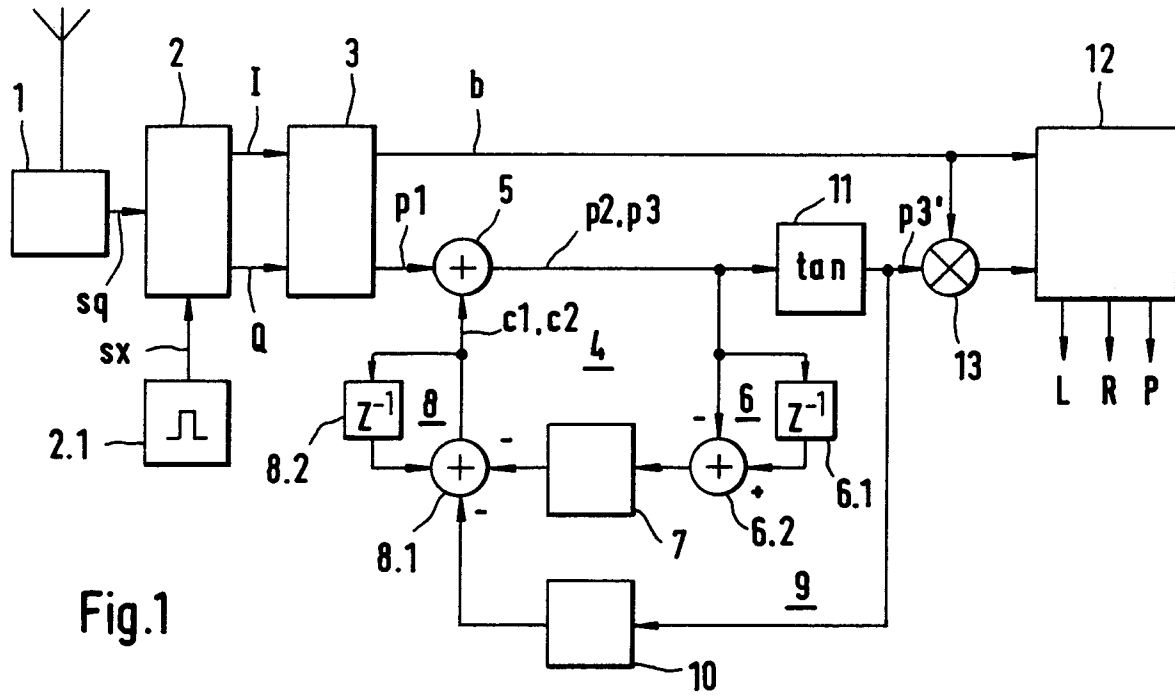 1
2
I
3
b
12
sq
p1
5
p2,p3
11
tan
p3'
13
sx
Q
2.1
c1,c2
4
Z⁻¹
8
8.2
+
+
-
-
8.1
6
-
Z⁻¹
+
+
6.1
6.2
7
L
R
P
9
10
Fig.1